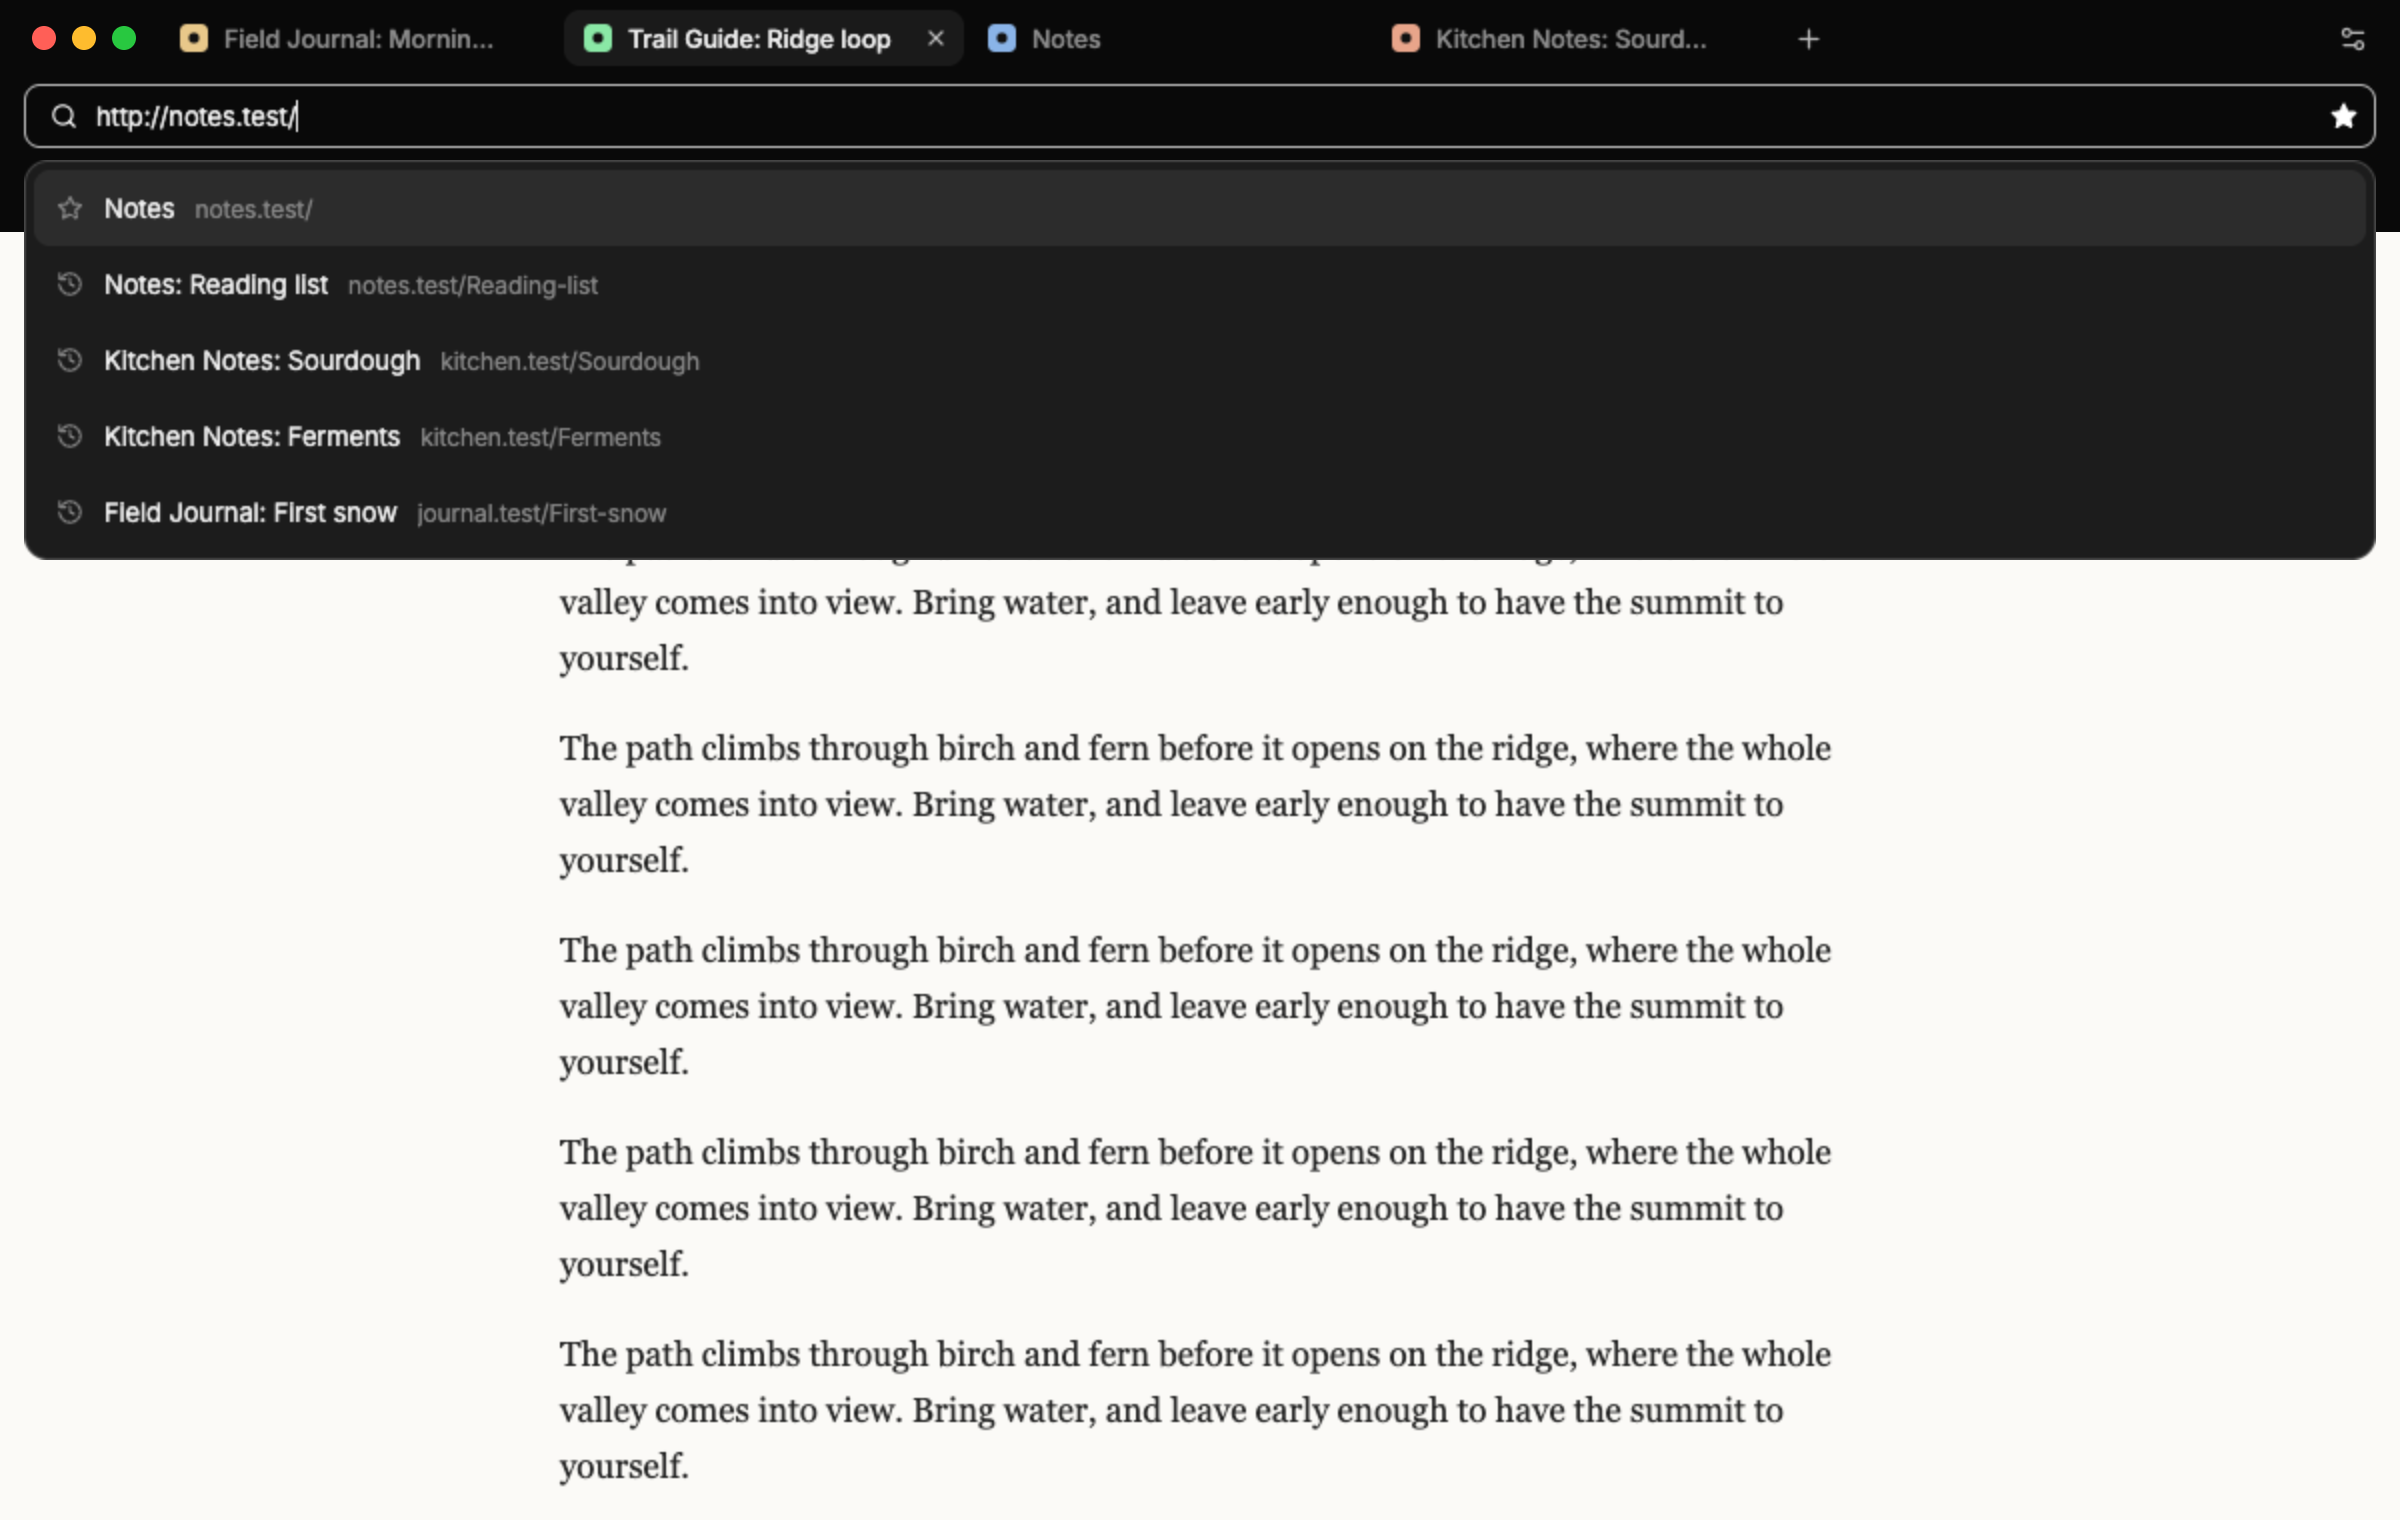 Field Journal: Mornin...
Trail Guide: Ridge loop
Notes
Kitchen Notes: Sourd...
http://notes.test/
Notes notes.test/
Notes: Reading list notes.test/Reading-list
Kitchen Notes: Sourdough kitchen.test/Sourdough
Kitchen Notes: Ferments kitchen.test/Ferments
Field Journal: First snow journal.test/First-snow
valley comes into view. Bring water, and leave early enough to have the summit to
yourself.
The path climbs through birch and fern before it opens on the ridge, where the whole
valley comes into view. Bring water, and leave early enough to have the summit to
yourself.
The path climbs through birch and fern before it opens on the ridge, where the whole
valley comes into view. Bring water, and leave early enough to have the summit to
yourself.
The path climbs through birch and fern before it opens on the ridge, where the whole
valley comes into view. Bring water, and leave early enough to have the summit to
yourself.
The path climbs through birch and fern before it opens on the ridge, where the whole
valley comes into view. Bring water, and leave early enough to have the summit to
yourself.